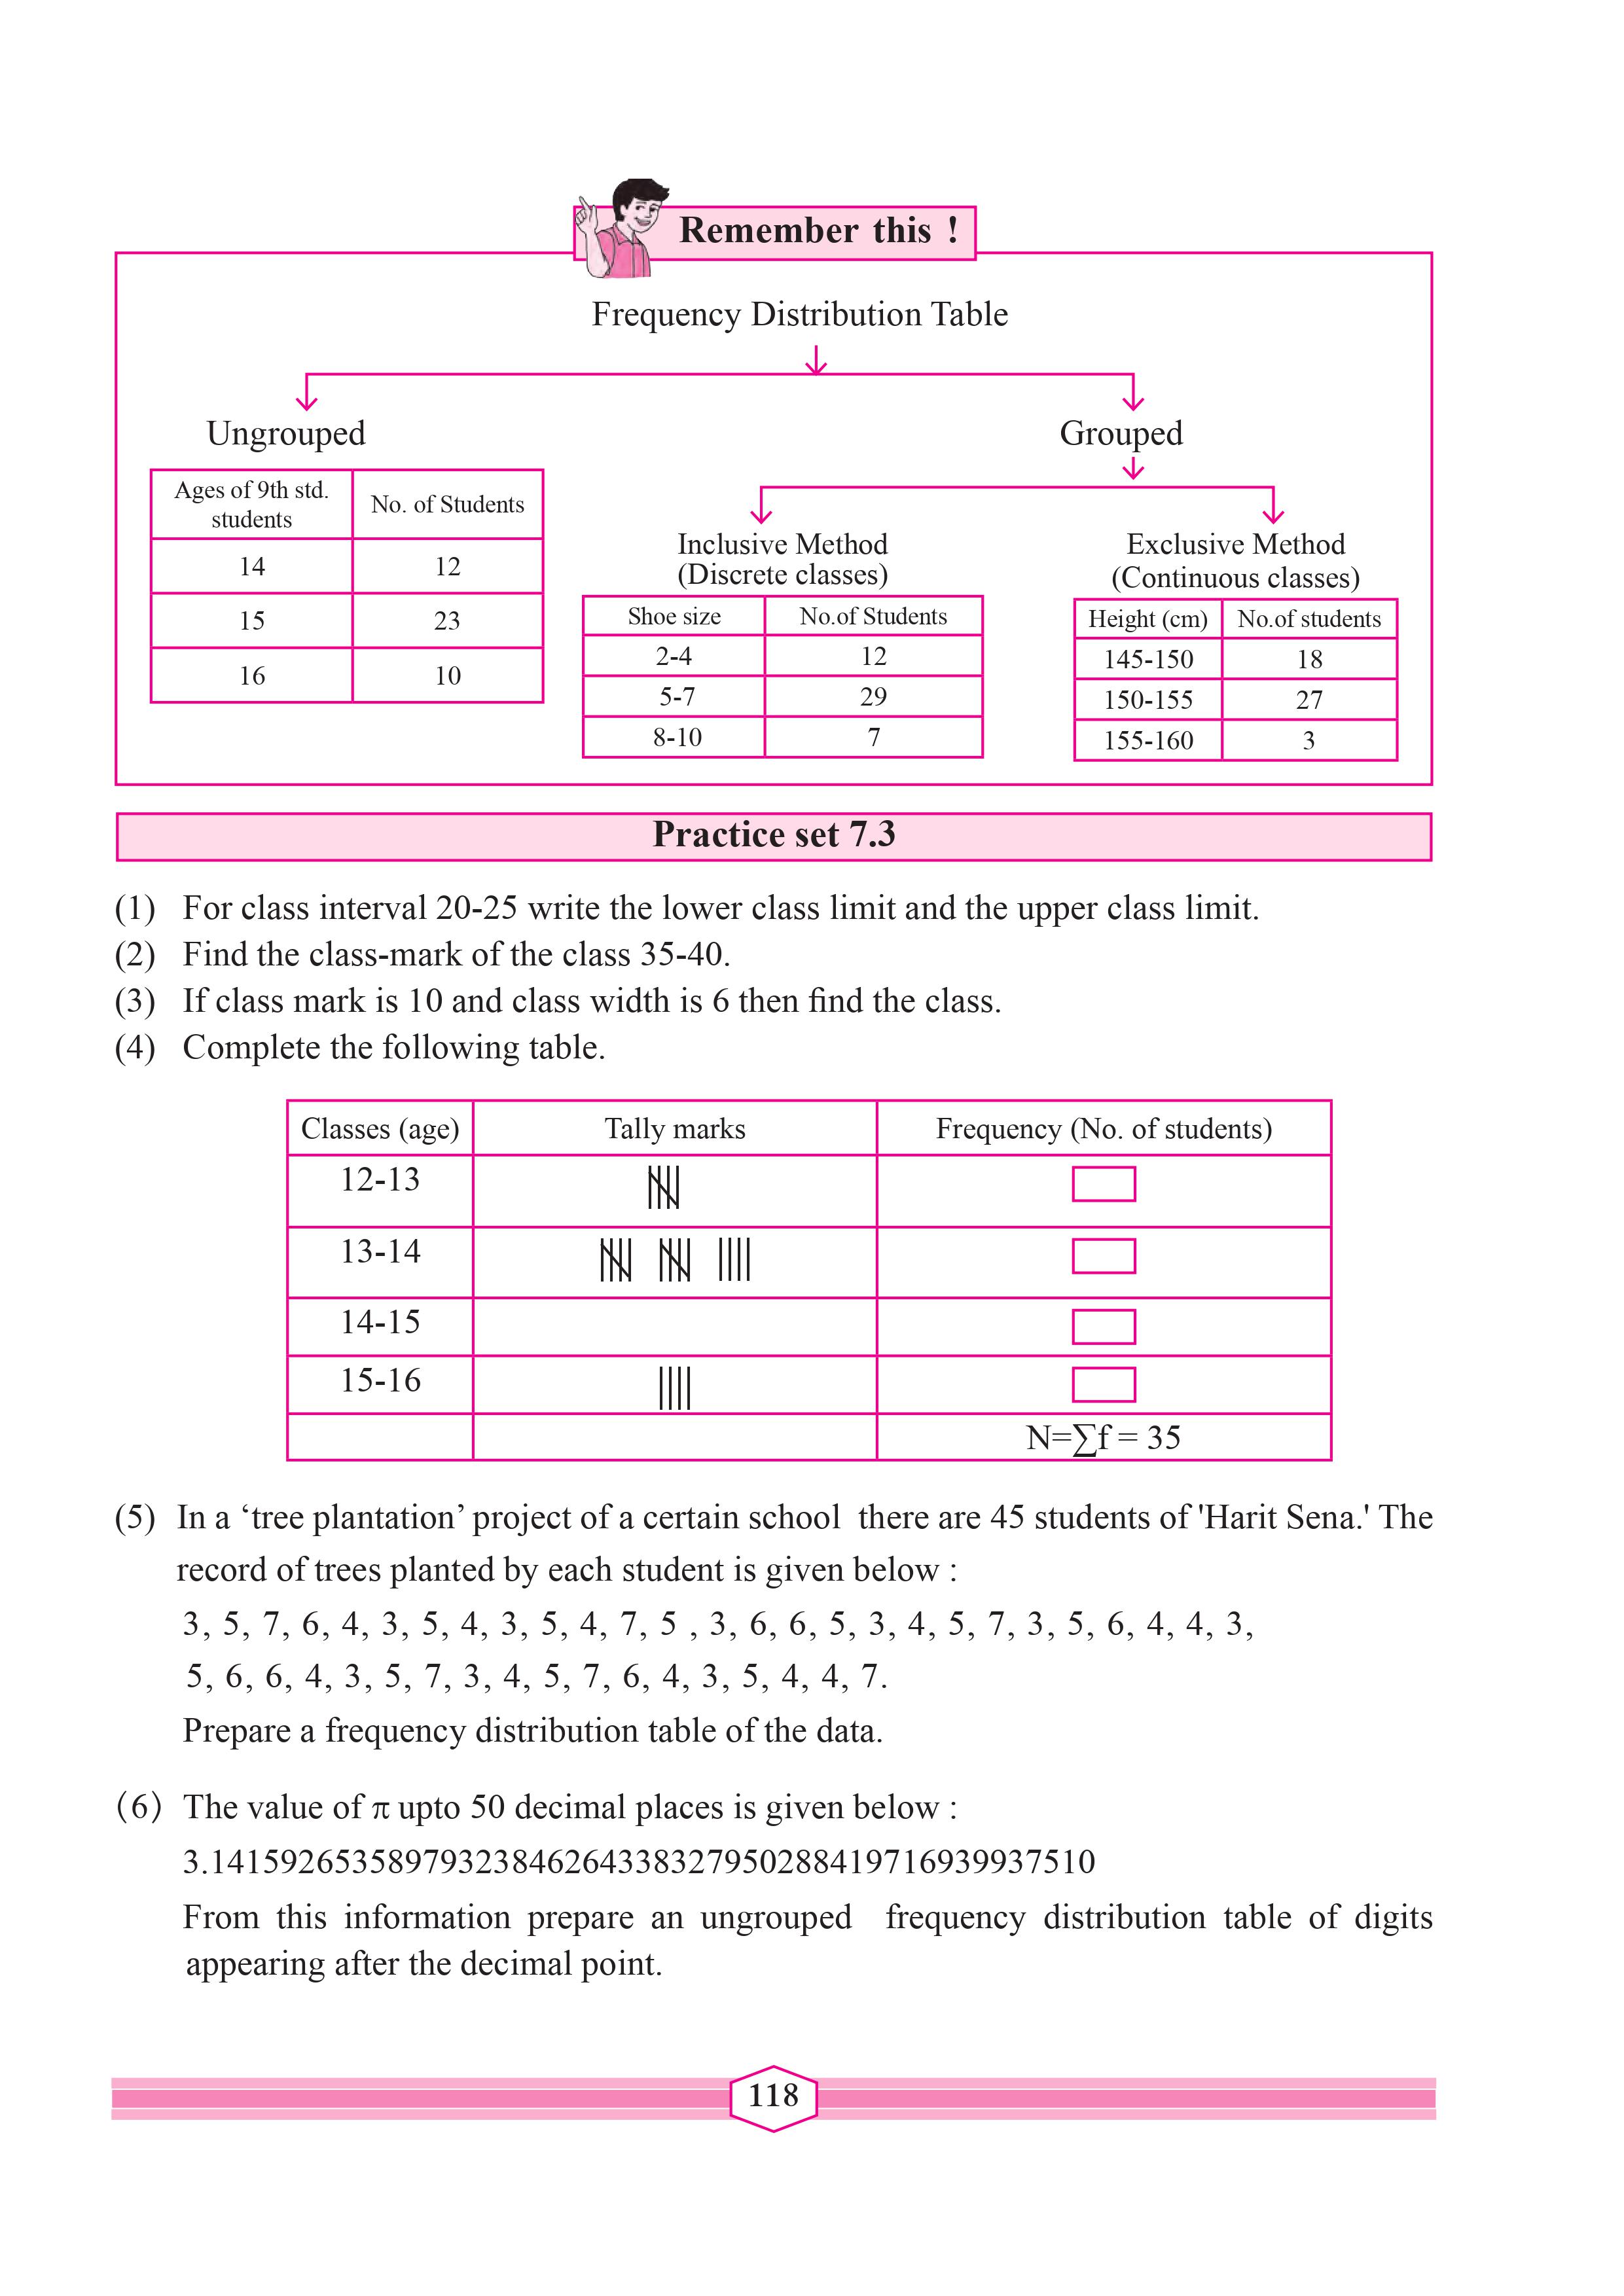 Remember this !
Frequency Distribution Table
Ungrouped
Grouped
Ages of 9th std. students No. of Students
14 12
15 23
16 10
Inclusive Method
(Discrete classes)
Shoe size No.of Students
2-4 12
5-7 29
8-10 7
Exclusive Method
(Continuous classes)
Height (cm) No.of students
145-150 18
150-155 27
155-160 3
Practice set 7.3
(1) For class interval 20-25 write the lower class limit and the upper class limit.
(2) Find the class-mark of the class 35-40.
(3) If class mark is 10 and class width is 6 then find the class.
(4) Complete the following table.
Classes (age) Tally marks Frequency (No. of students)
12-13
13-14
14-15
15-16
N=∑f = 35
(5) In a ‘tree plantation’ project of a certain school there are 45 students of 'Harit Sena.' The
record of trees planted by each student is given below :
3, 5, 7, 6, 4, 3, 5, 4, 3, 5, 4, 7, 5 , 3, 6, 6, 5, 3, 4, 5, 7, 3, 5, 6, 4, 4, 3,
5, 6, 6, 4, 3, 5, 7, 3, 4, 5, 7, 6, 4, 3, 5, 4, 4, 7.
Prepare a frequency distribution table of the data.
(6) The value of π upto 50 decimal places is given below :
3.14159265358979323846264338327950288419716939937510
From this information prepare an ungrouped frequency distribution table of digits
appearing after the decimal point.
118